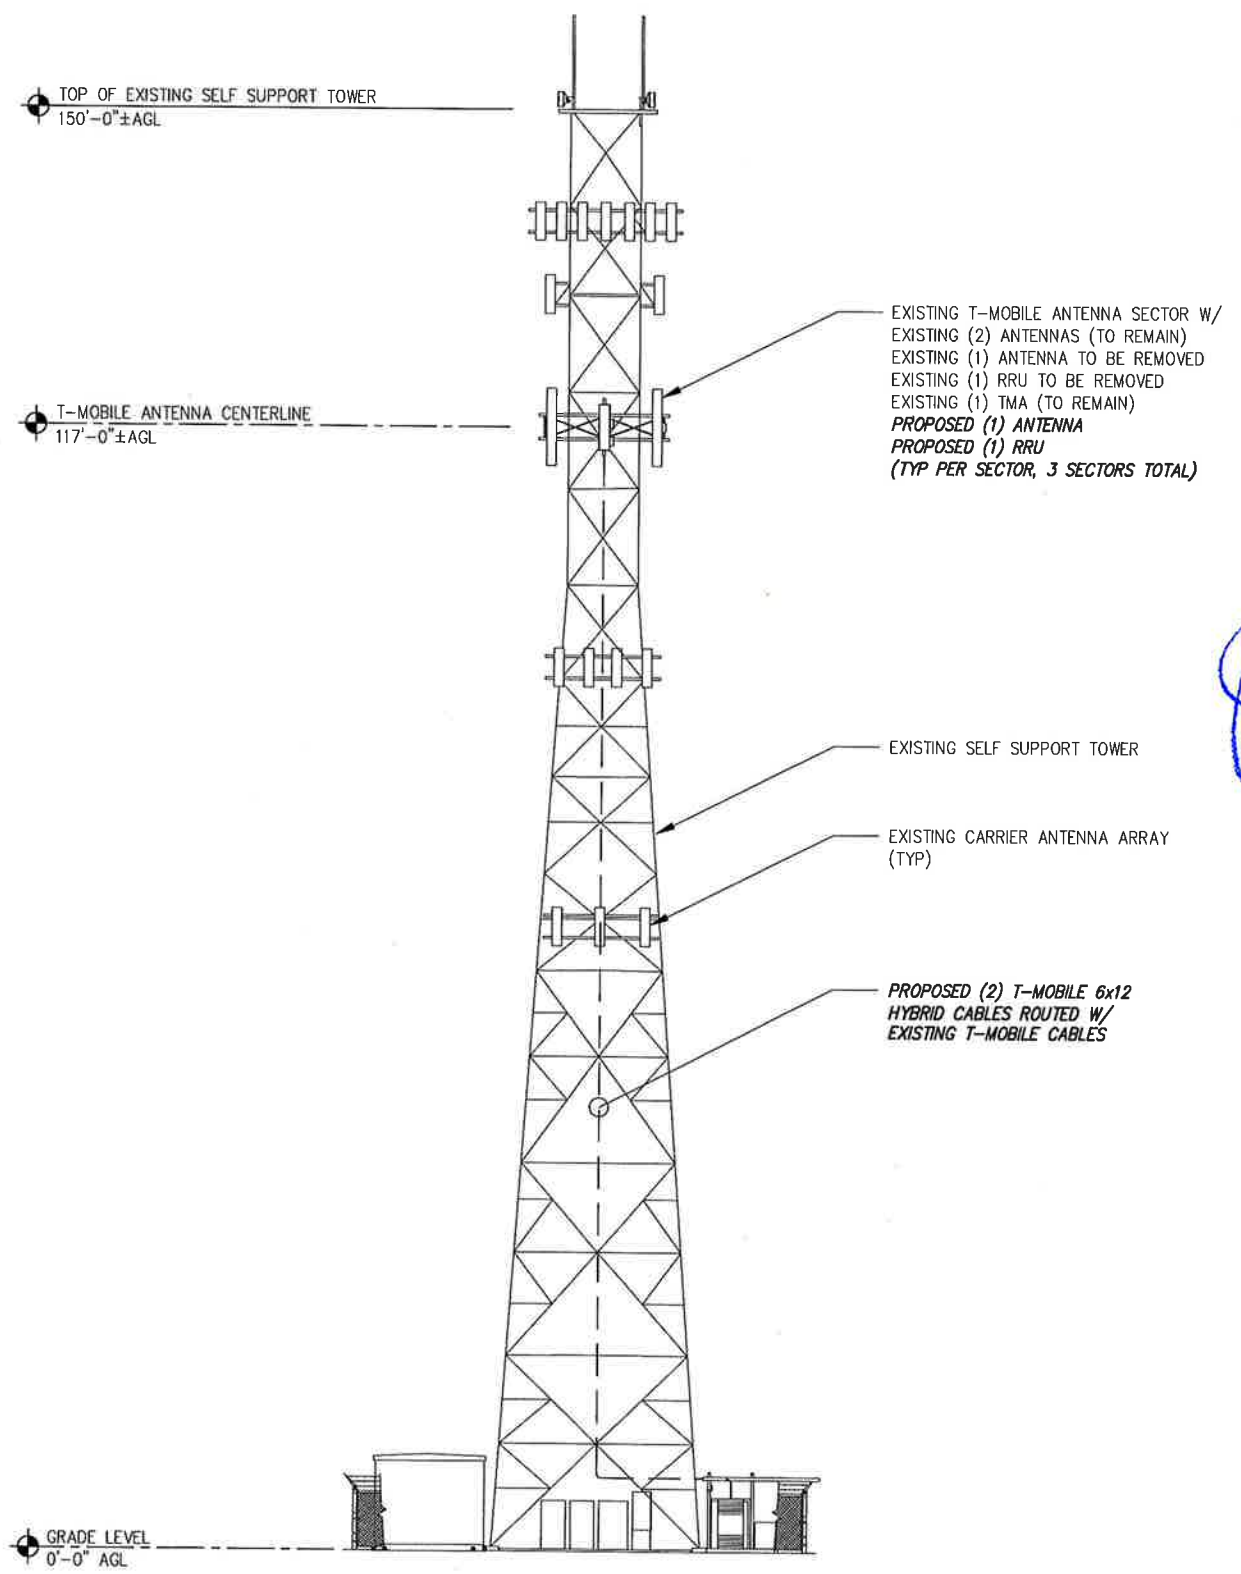 TOP OF EXISTING SELF SUPPORT TOWER
150'-0"±AGL
EXISTING T-MOBILE ANTENNA SECTOR W/
EXISTING (2) ANTENNAS (TO REMAIN)
EXISTING (1) ANTENNA TO BE REMOVED
EXISTING (1) RRU TO BE REMOVED
EXISTING (1) TMA (TO REMAIN)
PROPOSED (1) ANTENNA
PROPOSED (1) RRU
(TYP PER SECTOR, 3 SECTORS TOTAL)
T-MOBILE ANTENNA CENTERLINE
117'-0"±AGL
EXISTING SELF SUPPORT TOWER
EXISTING CARRIER ANTENNA ARRAY
(TYP)
PROPOSED (2) T-MOBILE 6x12
HYBRID CABLES ROUTED W/
EXISTING T-MOBILE CABLES
GRADE LEVEL
0'-0" AGL